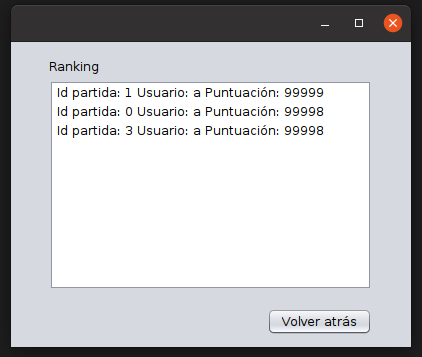 Ranking
Id partida: 1 Usuario: a Puntuación: 99999
Id partida: 0 Usuario: a Puntuación: 99998
Id partida: 3 Usuario: a Puntuación: 99998
Volver atrás